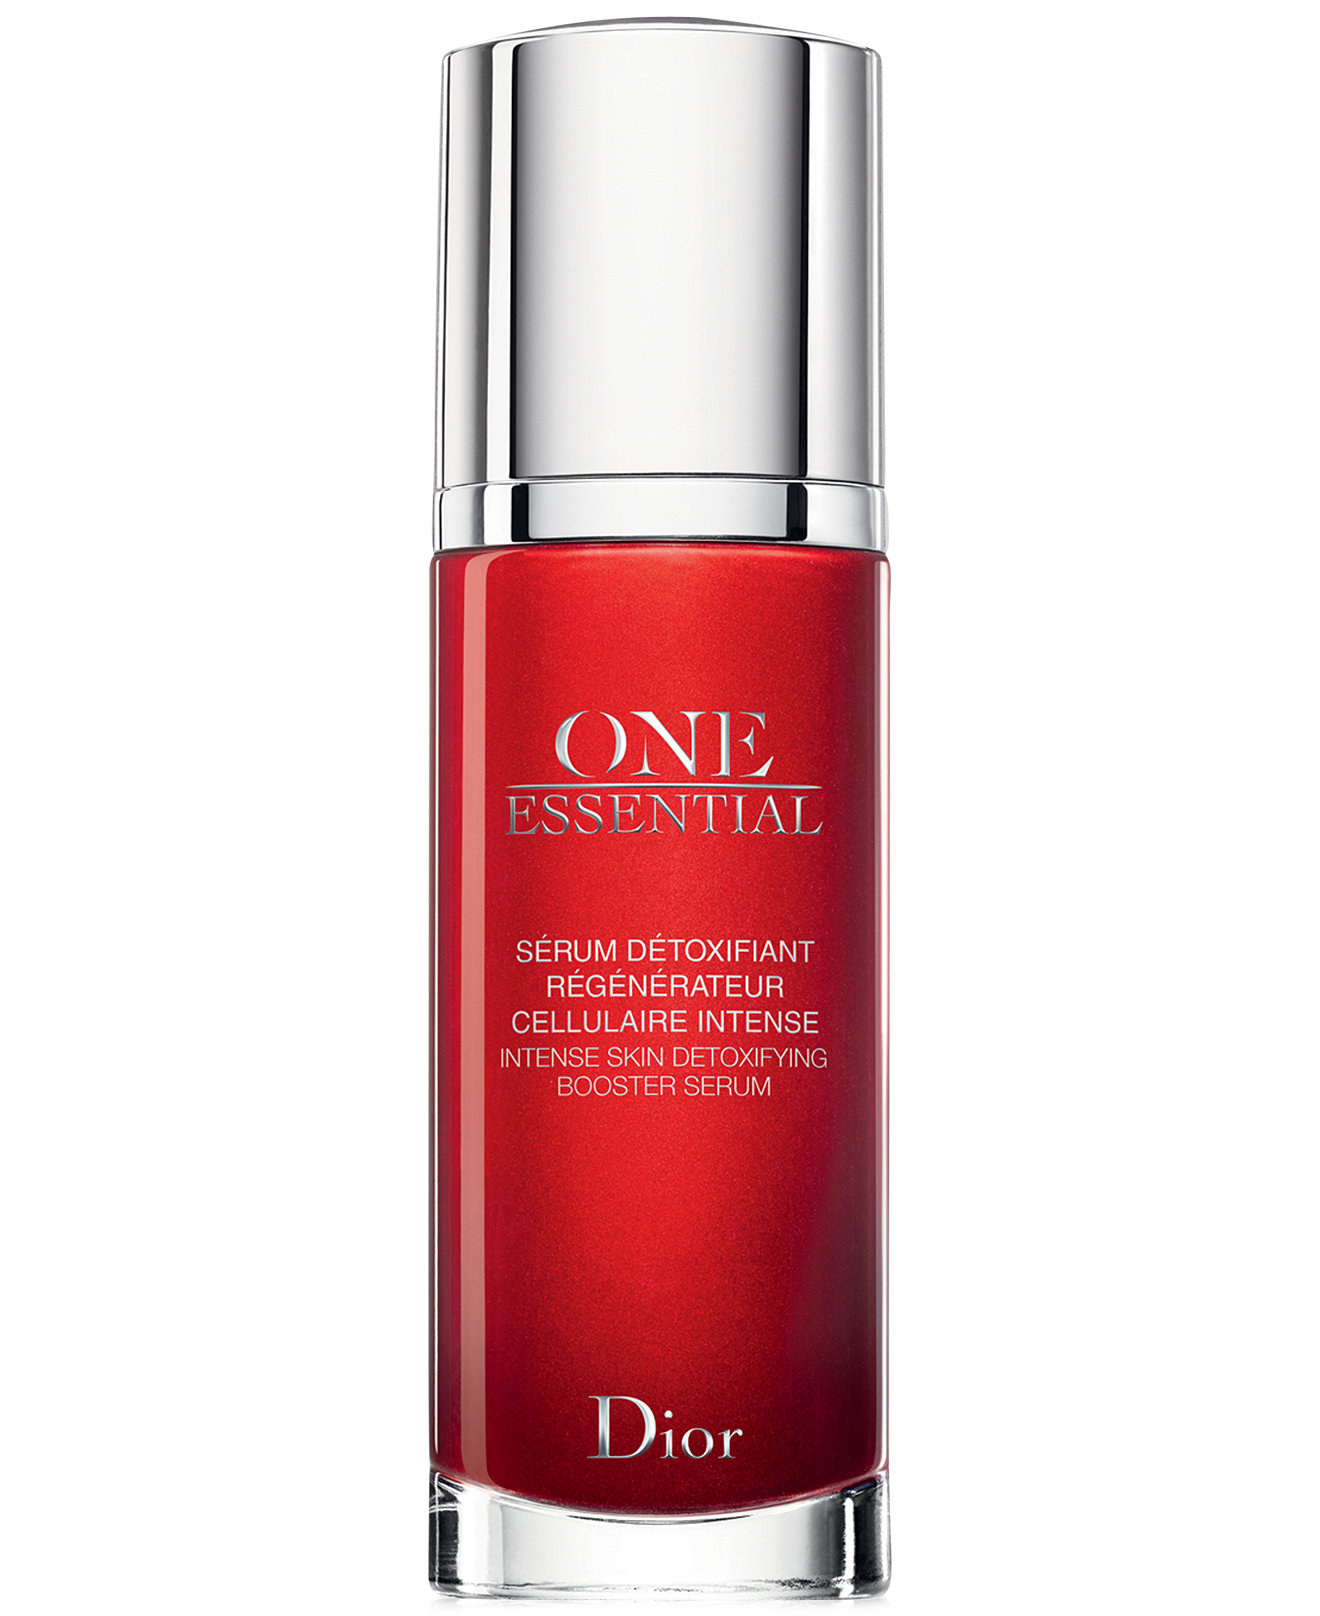 ONE
ESSENTIAL
SÉRUM DÉTOXIFIANT
RÉGÉNÉRATEUR
CELLULAIRE INTENSE
INTENSE SKIN DETOXIFYING
BOOSTER SERUM
Dior